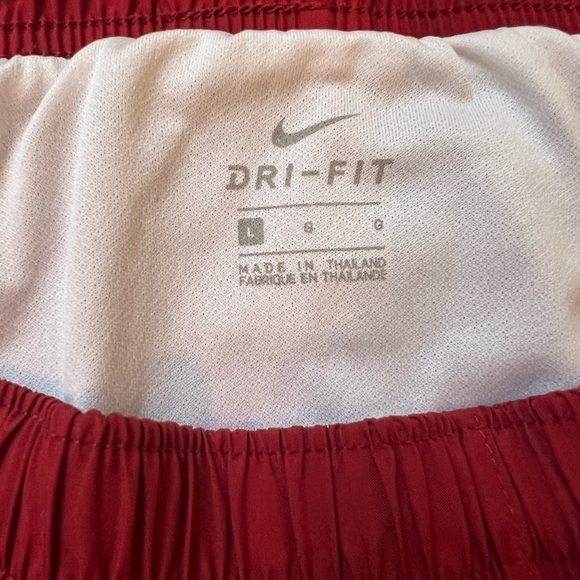 DRI-FIT
L G G
MADE IN THAILAND
FABRIQUE EN THAILANDE